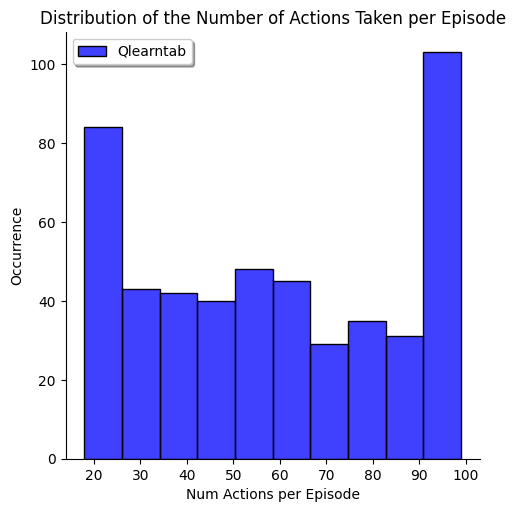 Distribution of the Number of Actions Taken per Episode
Qlearntab
100
80
60
40
20
0
Occurrence
20 30 40 50 60 70 80 90 100
Num Actions per Episode